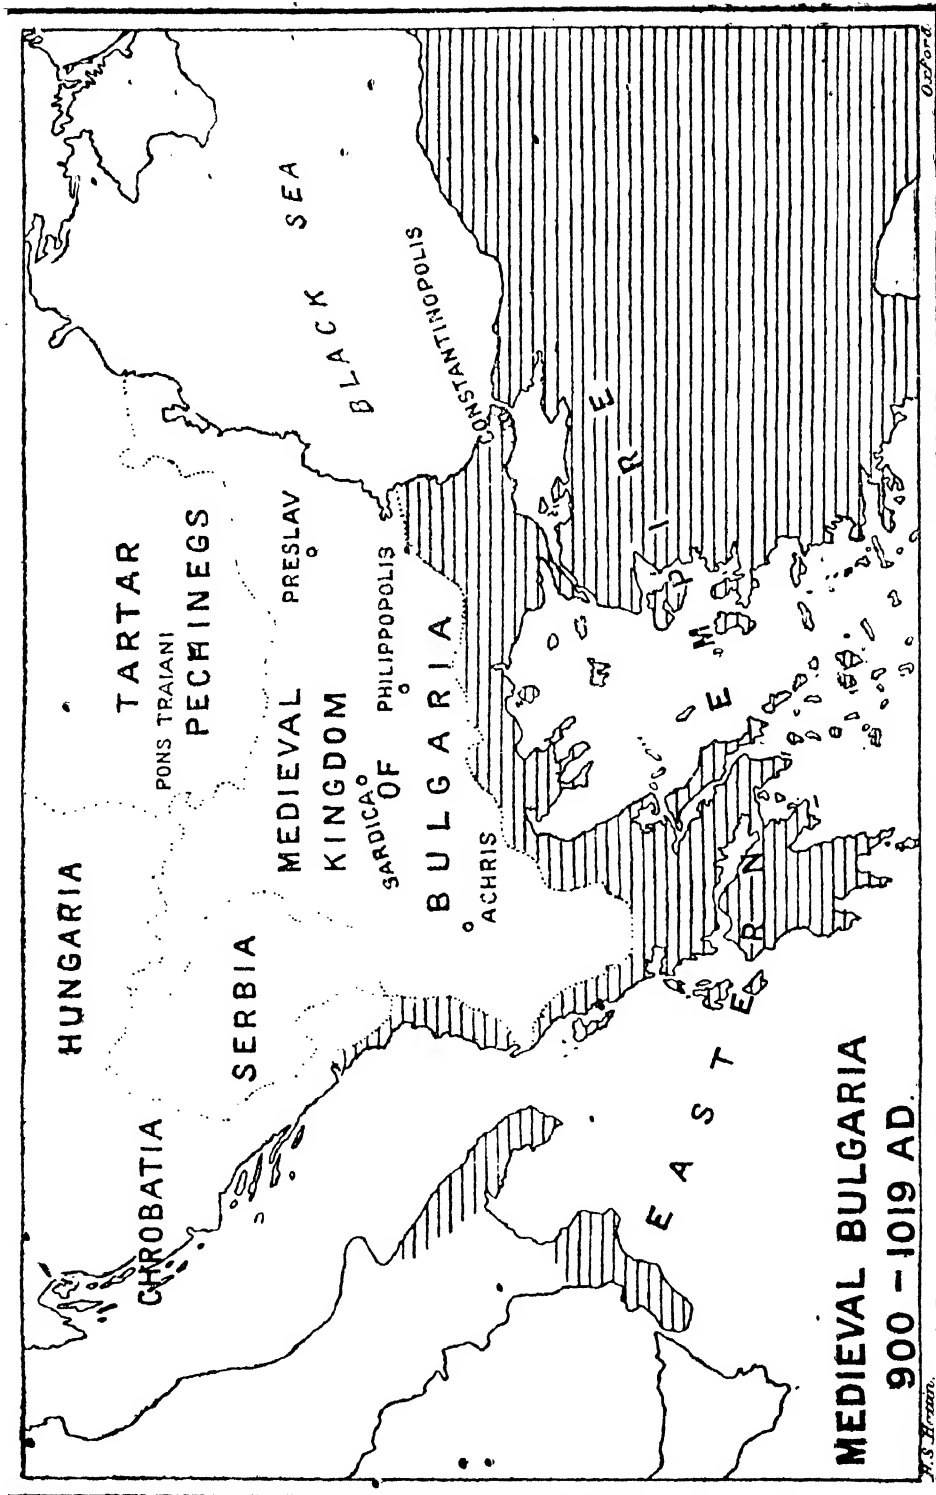 HUNGARIA
CHROBATIA
SERBIA
TARTAR
PONS TRAIANI
PECHINEGS
MEDIEVAL
KINGDOM
OF
BULGARIA
PRESLAV
SARDICA
PHILIPPOPOLIS
ACHRIS
BLACK SEA
CONSTANTINOPOLIS
EASTERN EMPIRE
MEDIEVAL BULGARIA
900 – 1019 AD.
Oxford.